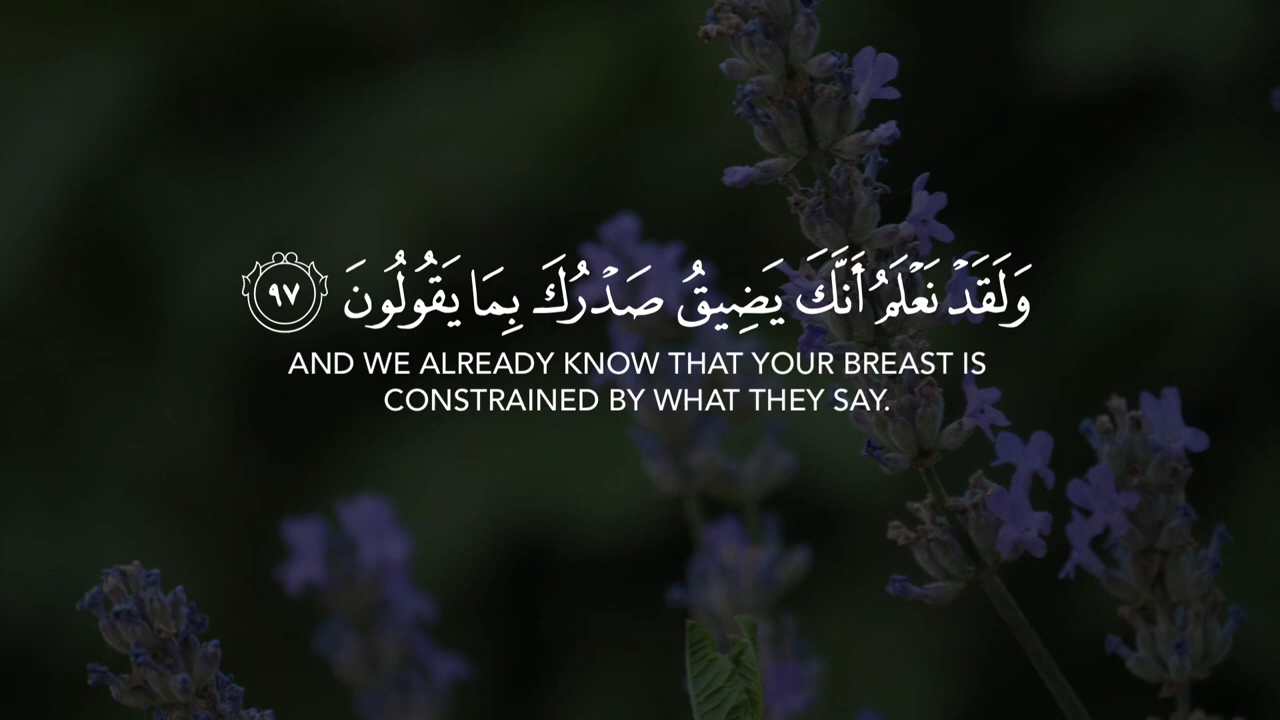 وَلَقَدْ نَعْلَمُ أَنَّكَ يَضِيقُ صَدْرُكَ بِمَا يَقُولُونَ ٩٧
AND WE ALREADY KNOW THAT YOUR BREAST IS
CONSTRAINED BY WHAT THEY SAY.